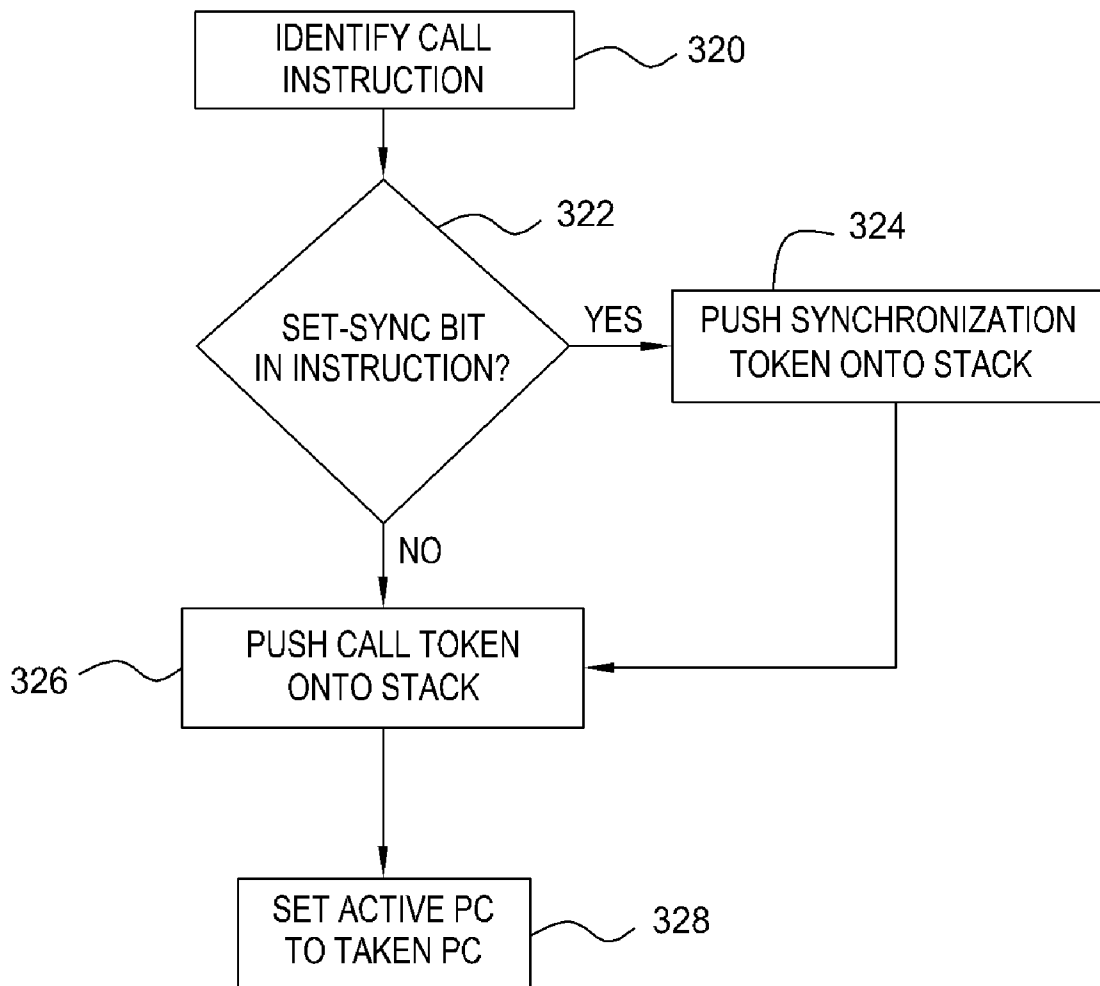 IDENTIFY CALL
INSTRUCTION
320
322
324
SET-SYNC BIT
IN INSTRUCTION?
YES
PUSH SYNCHRONIZATION
TOKEN ONTO STACK
NO
PUSH CALL TOKEN
ONTO STACK
326
SET ACTIVE PC
TO TAKEN PC
328